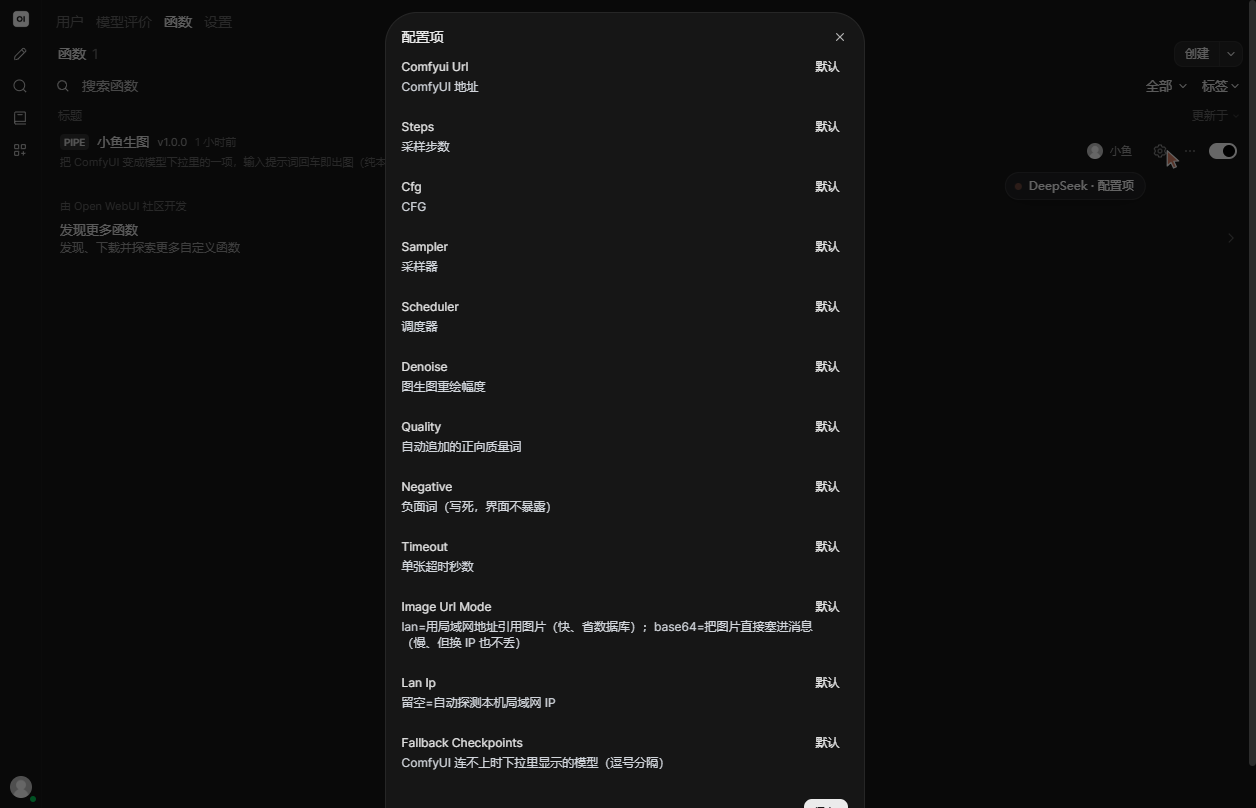 OI
用户 模型评价 函数 设置
函数 1
创建
搜索函数
全部 标签
标题
更新于
PIPE 小鱼生图 v1.0.0 1 小时前
把 ComfyUI 变成模型下拉里的一项，输入提示词回车即出图（纯本
小鱼
DeepSeek · 配置项
由 Open WebUI 社区开发
发现更多函数
发现、下载并探索更多自定义函数
配置项
Comfyui Url 默认
ComfyUI 地址
Steps 默认
采样步数
Cfg 默认
CFG
Sampler 默认
采样器
Scheduler 默认
调度器
Denoise 默认
图生图重绘幅度
Quality 默认
自动追加的正向质量词
Negative 默认
负面词（写死，界面不暴露）
Timeout 默认
单张超时秒数
Image Url Mode 默认
lan=用局域网地址引用图片（快、省数据库）；base64=把图片直接塞进消息
（慢、但换 IP 也不丢）
Lan Ip 默认
留空=自动探测本机局域网 IP
Fallback Checkpoints 默认
ComfyUI 连不上时下拉里显示的模型（逗号分隔）